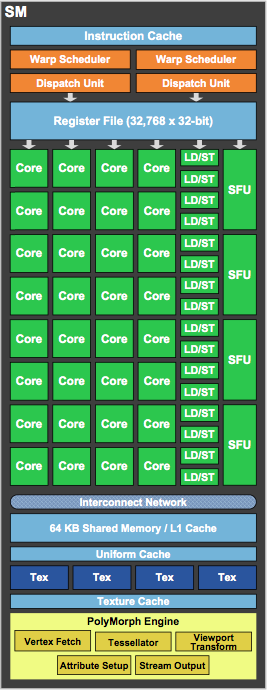 SM
Instruction Cache
Warp Scheduler Warp Scheduler
Dispatch Unit Dispatch Unit
Register File (32,768 x 32-bit)
Core Core Core Core LD/ST LD/ST SFU
Core Core Core Core LD/ST LD/ST
Core Core Core Core LD/ST LD/ST SFU
Core Core Core Core LD/ST LD/ST
Core Core Core Core LD/ST LD/ST SFU
Core Core Core Core LD/ST LD/ST
Core Core Core Core LD/ST LD/ST SFU
Core Core Core Core LD/ST LD/ST
Interconnect Network
64 KB Shared Memory / L1 Cache
Uniform Cache
Tex Tex Tex Tex
Texture Cache
PolyMorph Engine
Vertex Fetch Tessellator Viewport Transform
Attribute Setup Stream Output